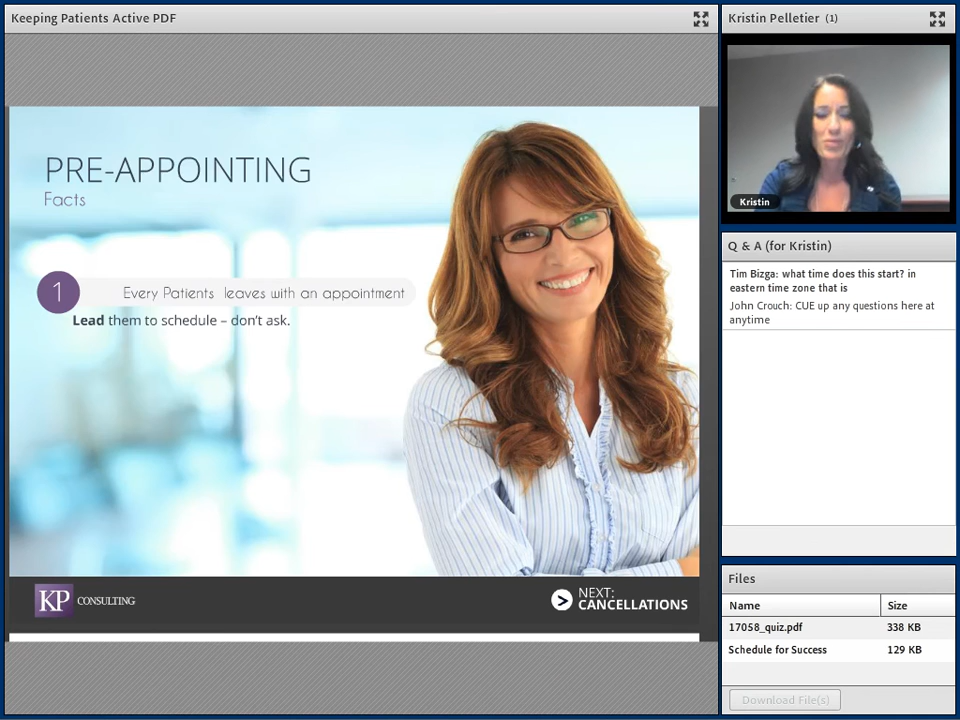 Keeping Patients Active PDF
PRE-APPOINTING
Facts
1 Every Patients leaves with an appointment
Lead them to schedule – don't ask.
KP CONSULTING
NEXT:
CANCELLATIONS
Kristin Pelletier (1)
Kristin
Q & A (for Kristin)
Tim Bizga: what time does this start? in
eastern time zone that is
John Crouch: CUE up any questions here at
anytime
Files
Name Size
17058_quiz.pdf 338 KB
Schedule for Success 129 KB
Download File(s)